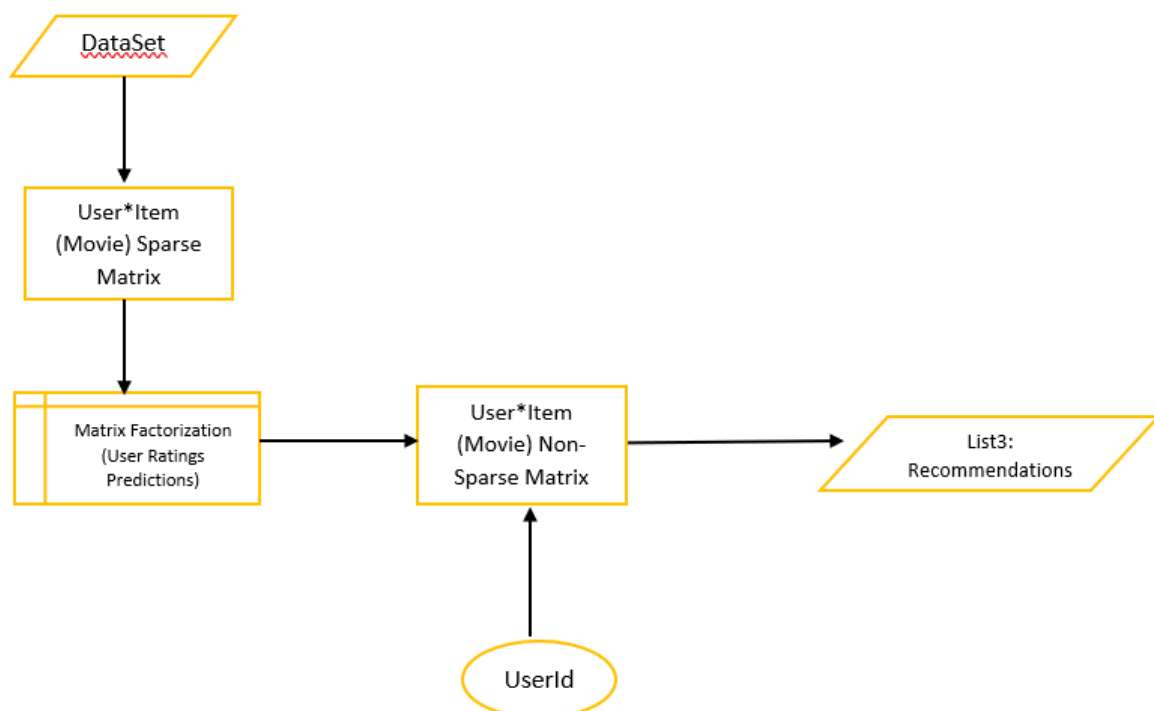 DataSet
User*Item
(Movie) Sparse
Matrix
Matrix Factorization
(User Ratings
Predictions)
User*Item
(Movie) Non-
Sparse Matrix
List3:
Recommendations
UserId